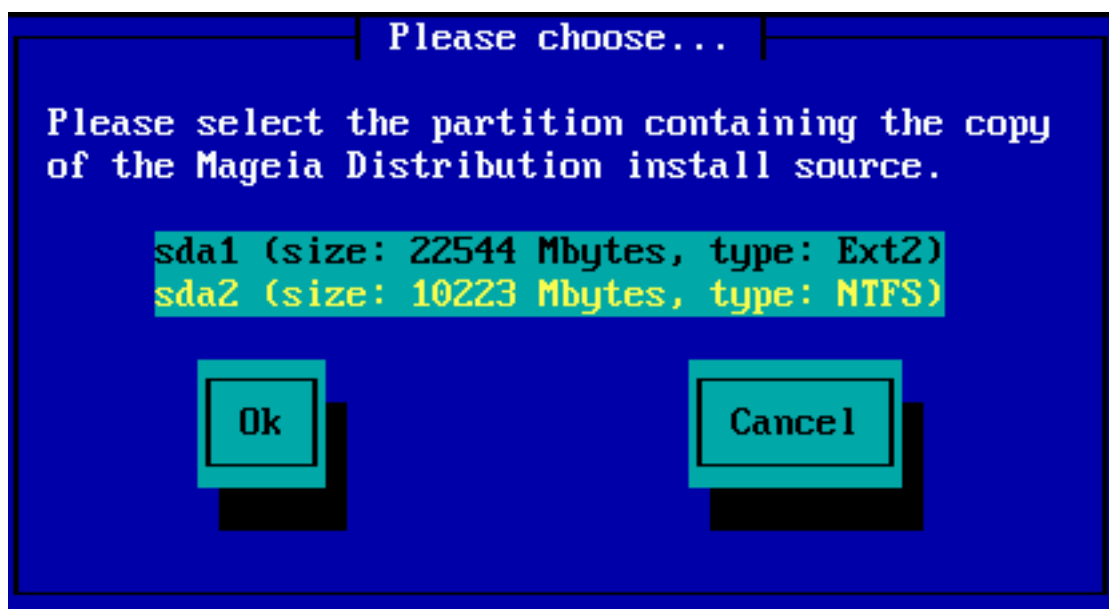 Please choose...
Please select the partition containing the copy
of the Mageia Distribution install source.
sda1 (size: 22544 Mbytes, type: Ext2)
sda2 (size: 10223 Mbytes, type: NTFS)
Ok
Cancel